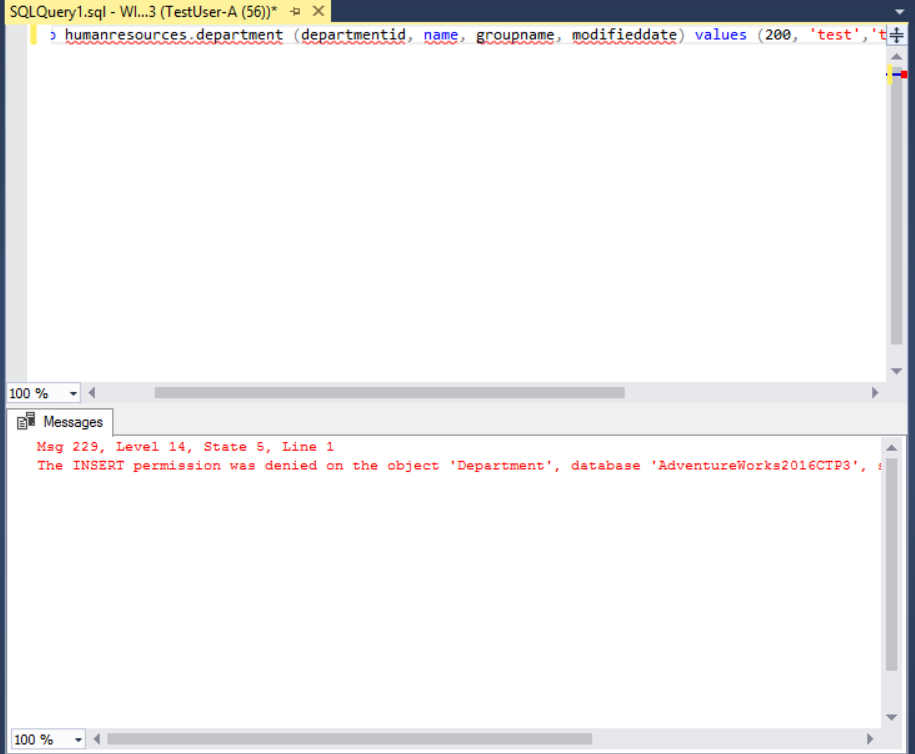 SQLQuery1.sql - WI...3 (TestUser-A (56))*
humanresources.department (departmentid, name, groupname, modifieddate) values (200, 'test','t
100 %
Messages
Msg 229, Level 14, State 5, Line 1
The INSERT permission was denied on the object 'Department', database 'AdventureWorks2016CTP3',
100 %